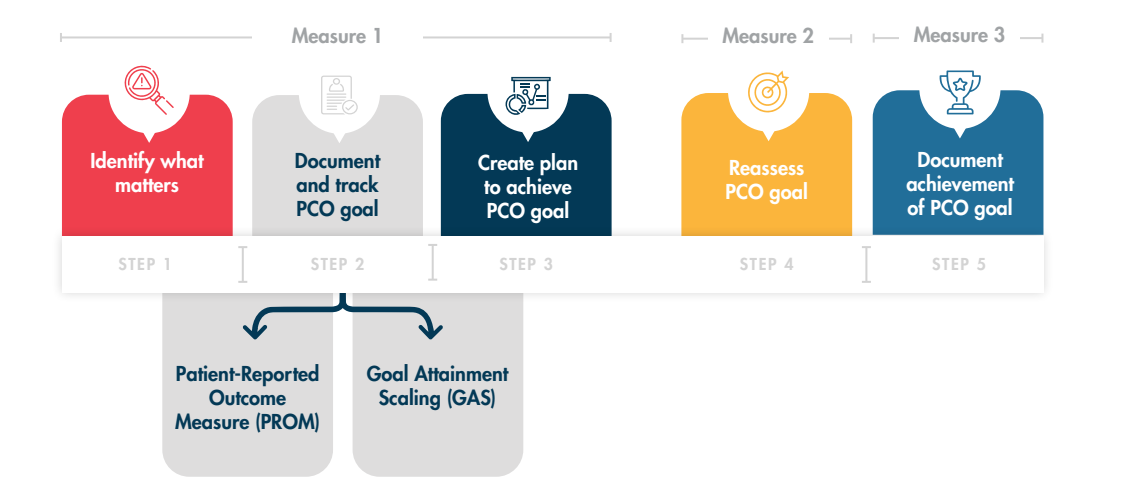 Measure 1
Measure 2
Measure 3
Identify what
matters
Document
and track
PCO goal
Create plan
to achieve
PCO goal
Reassess
PCO goal
Document
achievement
of PCO goal
STEP 1
STEP 2
STEP 3
STEP 4
STEP 5
Patient-Reported
Outcome
Measure (PROM)
Goal Attainment
Scaling (GAS)